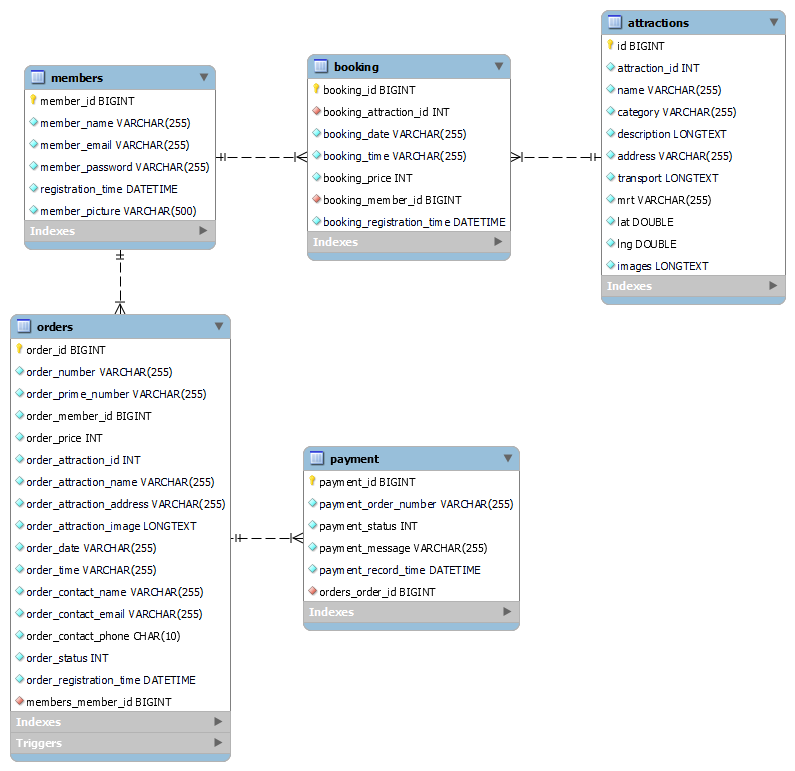 members
member_id BIGINT
member_name VARCHAR(255)
member_email VARCHAR(255)
member_password VARCHAR(255)
registration_time DATETIME
member_picture VARCHAR(500)
Indexes
booking
booking_id BIGINT
booking_attraction_id INT
booking_date VARCHAR(255)
booking_time VARCHAR(255)
booking_price INT
booking_member_id BIGINT
booking_registration_time DATETIME
Indexes
attractions
id BIGINT
attraction_id INT
name VARCHAR(255)
category VARCHAR(255)
description LONGTEXT
address VARCHAR(255)
transport LONGTEXT
mrt VARCHAR(255)
lat DOUBLE
lng DOUBLE
images LONGTEXT
Indexes
orders
order_id BIGINT
order_number VARCHAR(255)
order_prime_number VARCHAR(255)
order_member_id BIGINT
order_price INT
order_attraction_id INT
order_attraction_name VARCHAR(255)
order_attraction_address VARCHAR(255)
order_attraction_image LONGTEXT
order_date VARCHAR(255)
order_time VARCHAR(255)
order_contact_name VARCHAR(255)
order_contact_email VARCHAR(255)
order_contact_phone CHAR(10)
order_status INT
order_registration_time DATETIME
members_member_id BIGINT
Indexes
Triggers
payment
payment_id BIGINT
payment_order_number VARCHAR(255)
payment_status INT
payment_message VARCHAR(255)
payment_record_time DATETIME
orders_order_id BIGINT
Indexes